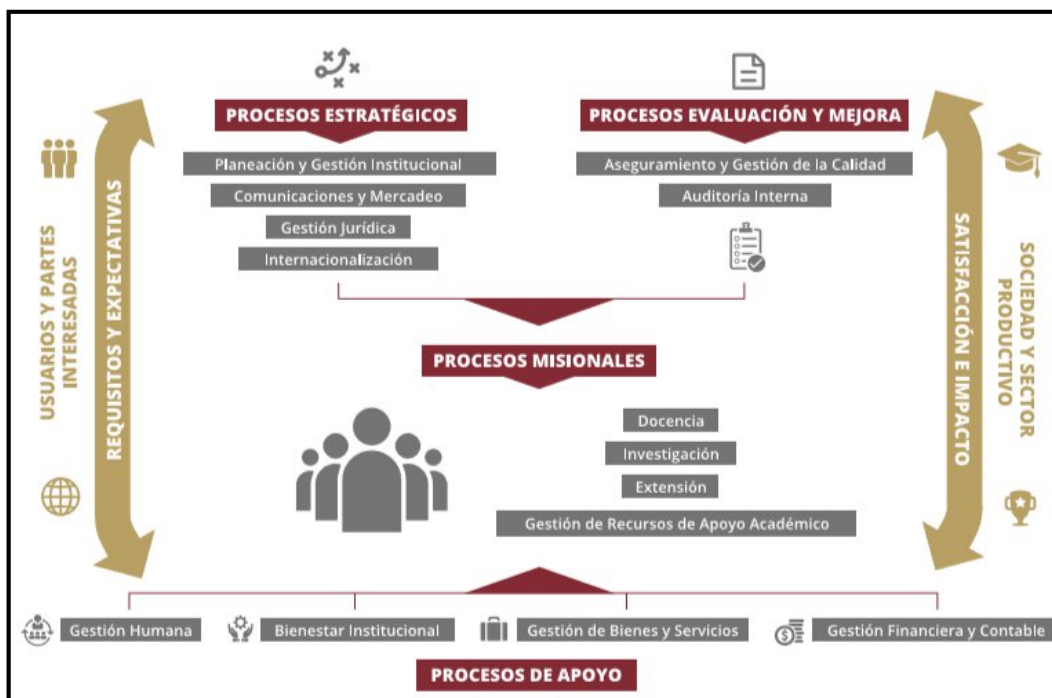 PROCESOS ESTRATÉGICOS
Planeación y Gestión Institucional
Comunicaciones y Mercadeo
Gestión Jurídica
Internacionalización
PROCESOS EVALUACIÓN Y MEJORA
Aseguramiento y Gestión de la Calidad
Auditoría Interna
USUARIOS Y PARTES
INTERESADAS
REQUISITOS Y EXPECTATIVAS
PROCESOS MISIONALES
Docencia
Investigación
Extensión
Gestión de Recursos de Apoyo Académico
SATISFACCIÓN E IMPACTO
SOCIEDAD Y SECTOR
PRODUCTIVO
Gestión Humana
Bienestar Institucional
Gestión de Bienes y Servicios
Gestión Financiera y Contable
PROCESOS DE APOYO